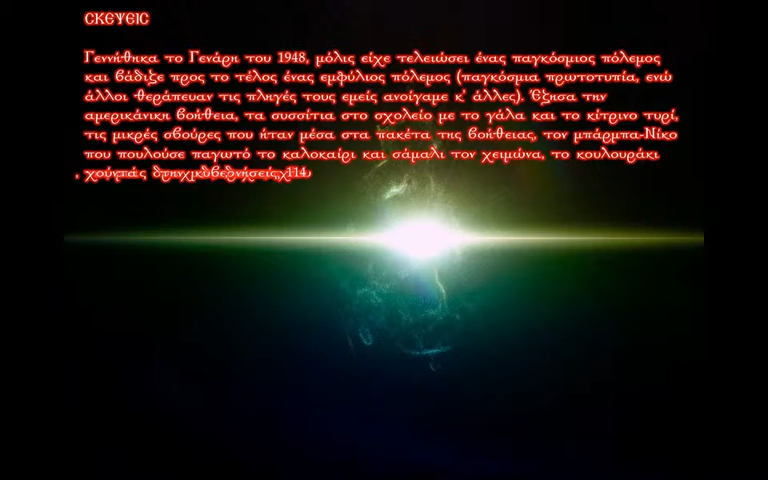 ΣΚΕΨΕΙΣ
Γεννήθηκα το Γενάρη του 1948, μόλις είχε τελειώσει ένας παγκόσμιος πόλεμος
και βάδιζε προς το τέλος ένας εμφύλιος πόλεμος (παγκόσμια πρωτοτυπία, ενώ
άλλοι θεράπευαν τις πληγές τους εμείς ανοίγαμε κ' άλλες). Έζησα την
αμερικάνικη βοήθεια, τα συσσίτια στο σχολείο με το γάλα και το κίτρινο τυρί,
τις μικρές σβούρες που ήταν μέσα στα πακέτα της βοήθειας, τον μπάρμπα-Νίκο
που πουλούσε παγωτό το καλοκαίρι και σάμαλι τον χειμώνα, το κουλουράκι